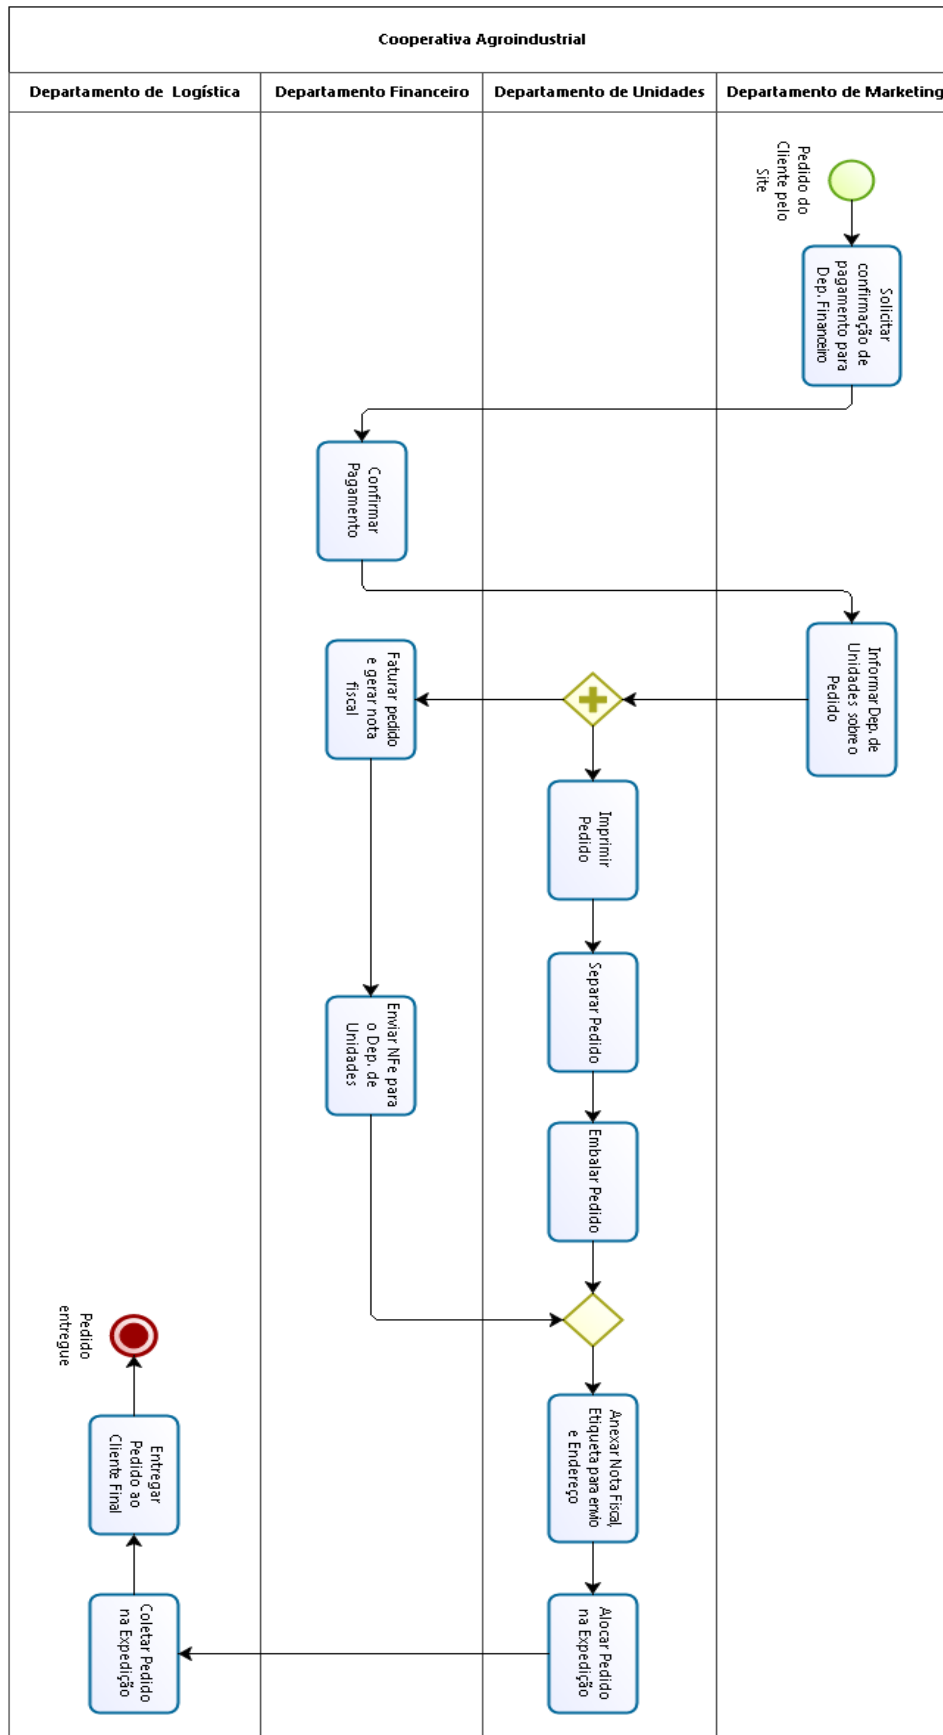 Cooperativa Agroindustrial
Departamento de Logística
Departamento Financeiro
Departamento de Unidades
Departamento de Marketing
Pedido do
Cliente pelo
Site
Solicitar
confirmação de
pagamento para
Dep. Financeiro
Confirmar
Pagamento
Informar Dep. de
Unidades sobre o
Pedido
Faturar pedido
e gerar nota
fiscal
Imprimir
Pedido
Separar Pedido
Enviar NFe para
o Dep. de
Unidades
Embalar Pedido
Anexar Nota Fiscal,
Etiqueta para envio
e Endereço
Alocar Pedido
na Expedição
Coletar Pedido
na Expedição
Entregar
Pedido ao
Cliente Final
Pedido
entregue